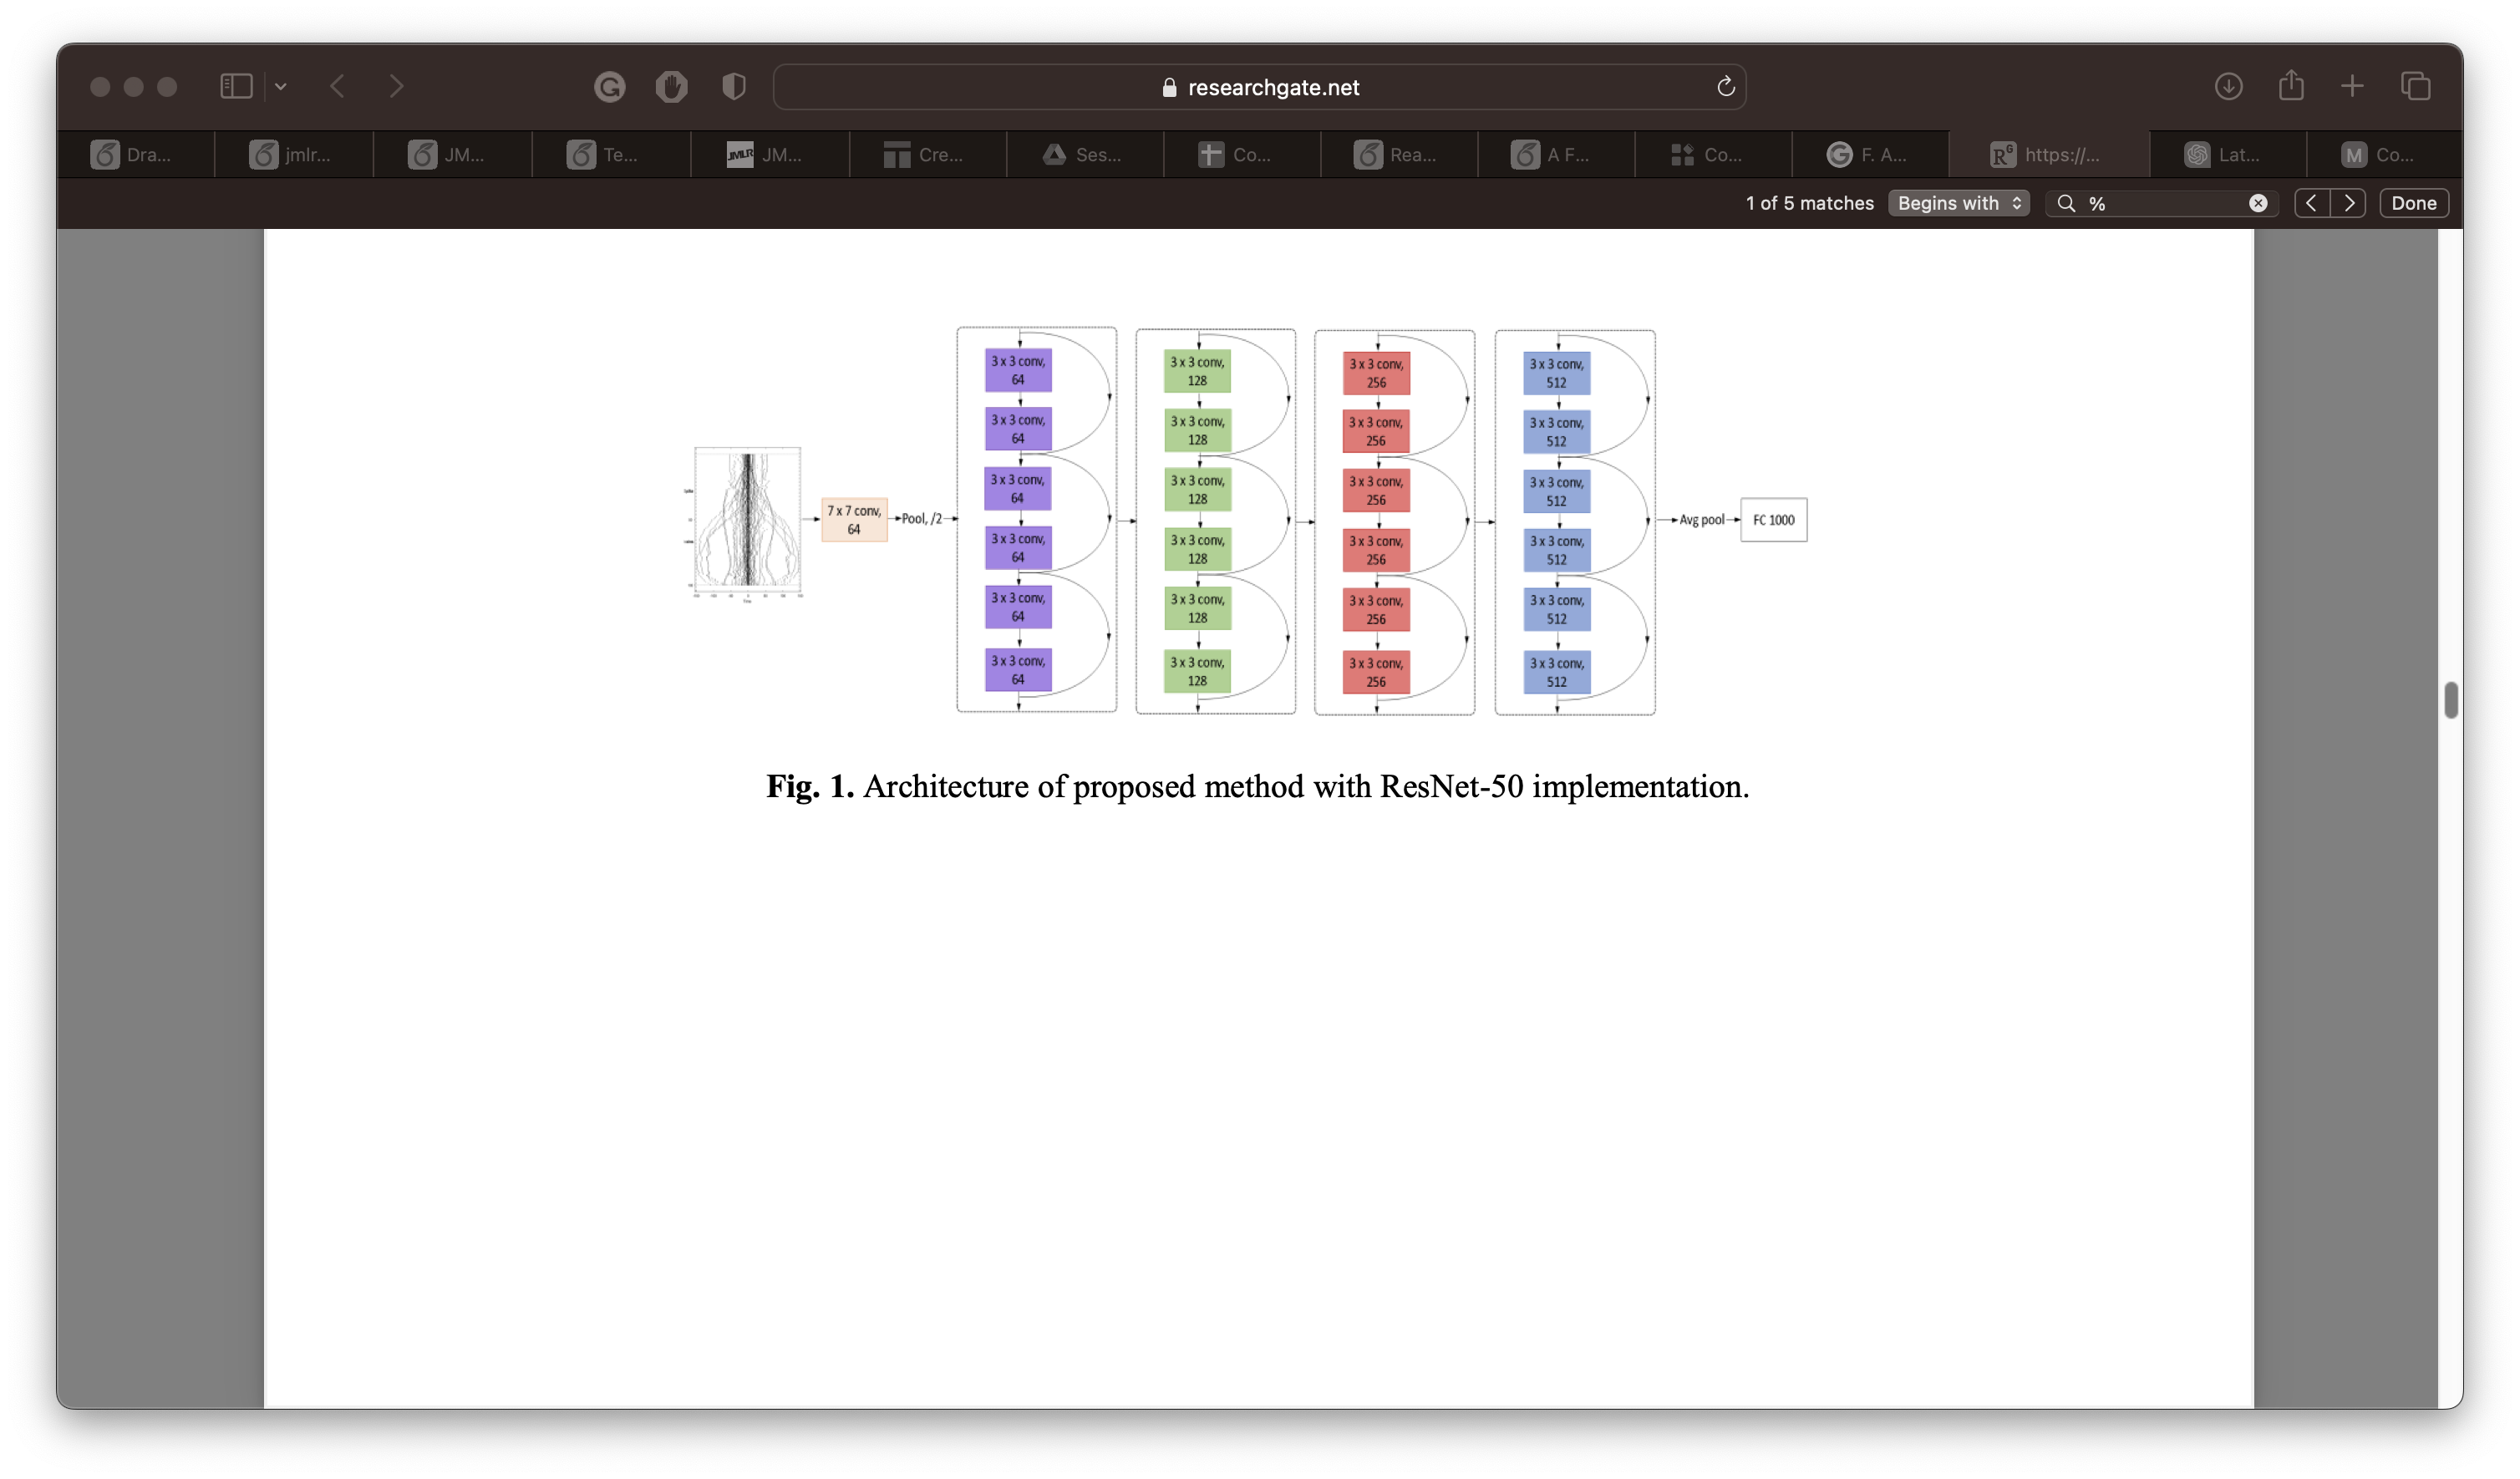 researchgate.net
Dra...
jmlr...
JM...
Te...
JMLR JM...
Cre...
Ses...
Co...
Rea...
A F...
Co...
G F. A...
RG https://...
Lat...
M Co...
1 of 5 matches
Begins with
%
Done
3 x 3 conv,
64
3 x 3 conv,
64
3 x 3 conv,
64
3 x 3 conv,
64
3 x 3 conv,
64
3 x 3 conv,
64
3 x 3 conv,
128
3 x 3 conv,
128
3 x 3 conv,
128
3 x 3 conv,
128
3 x 3 conv,
128
3 x 3 conv,
128
3 x 3 conv,
256
3 x 3 conv,
256
3 x 3 conv,
256
3 x 3 conv,
256
3 x 3 conv,
256
3 x 3 conv,
256
3 x 3 conv,
512
3 x 3 conv,
512
3 x 3 conv,
512
3 x 3 conv,
512
3 x 3 conv,
512
3 x 3 conv,
512
7 x 7 conv,
64
Pool, /2
Avg pool
FC 1000
Fig. 1. Architecture of proposed method with ResNet-50 implementation.